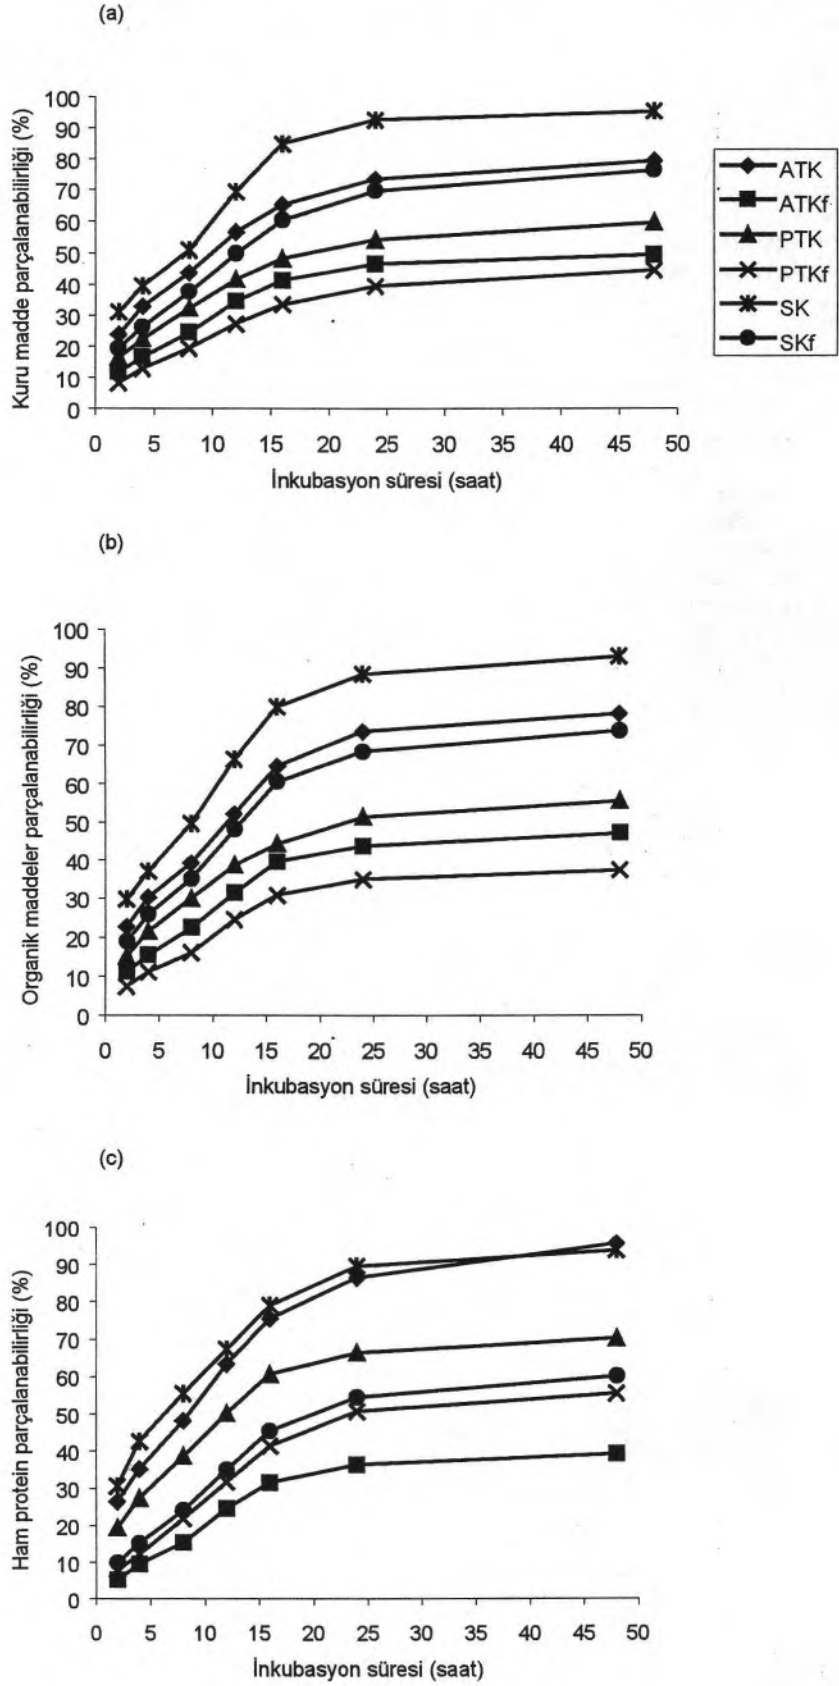 (a)
Kuru madde parçalanabilirliği (%)
100
90
80
70
60
50
40
30
20
10
0
0 5 10 15 20 25 30 35 40 45 50
İnkubasyon süresi (saat)
ATK
ATKf
PTK
PTKf
SK
SKf
(b)
Organik maddeler parçalanabilirliği (%)
100
90
80
70
60
50
40
30
20
10
0
0 5 10 15 20 25 30 35 40 45 50
İnkubasyon süresi (saat)
(c)
Ham protein parçalanabilirliği (%)
100
90
80
70
60
50
40
30
20
10
0
0 5 10 15 20 25 30 35 40 45 50
İnkubasyon süresi (saat)